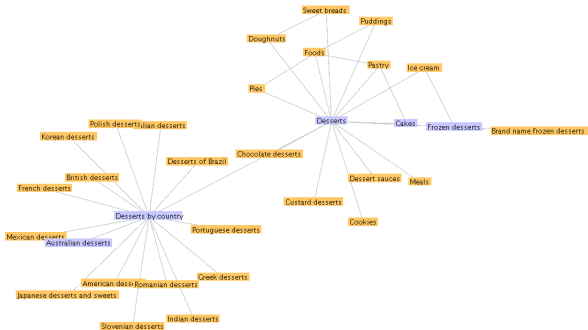 Sweet breads
Puddings
Doughnuts
Foods
Pastry
Ice cream
Pies
Desserts
Cakes
Frozen desserts
Brand name frozen desserts
Polish desserts
desserts
Korean desserts
Chocolate desserts
Desserts of Brazil
British desserts
Dessert sauces
Meals
French desserts
Custard desserts
Desserts by country
Cookies
Portuguese desserts
Mexican desserts
Australian desserts
Greek desserts
American
Romanian desserts
Japanese desserts and sweets
Indian desserts
Slovenian desserts